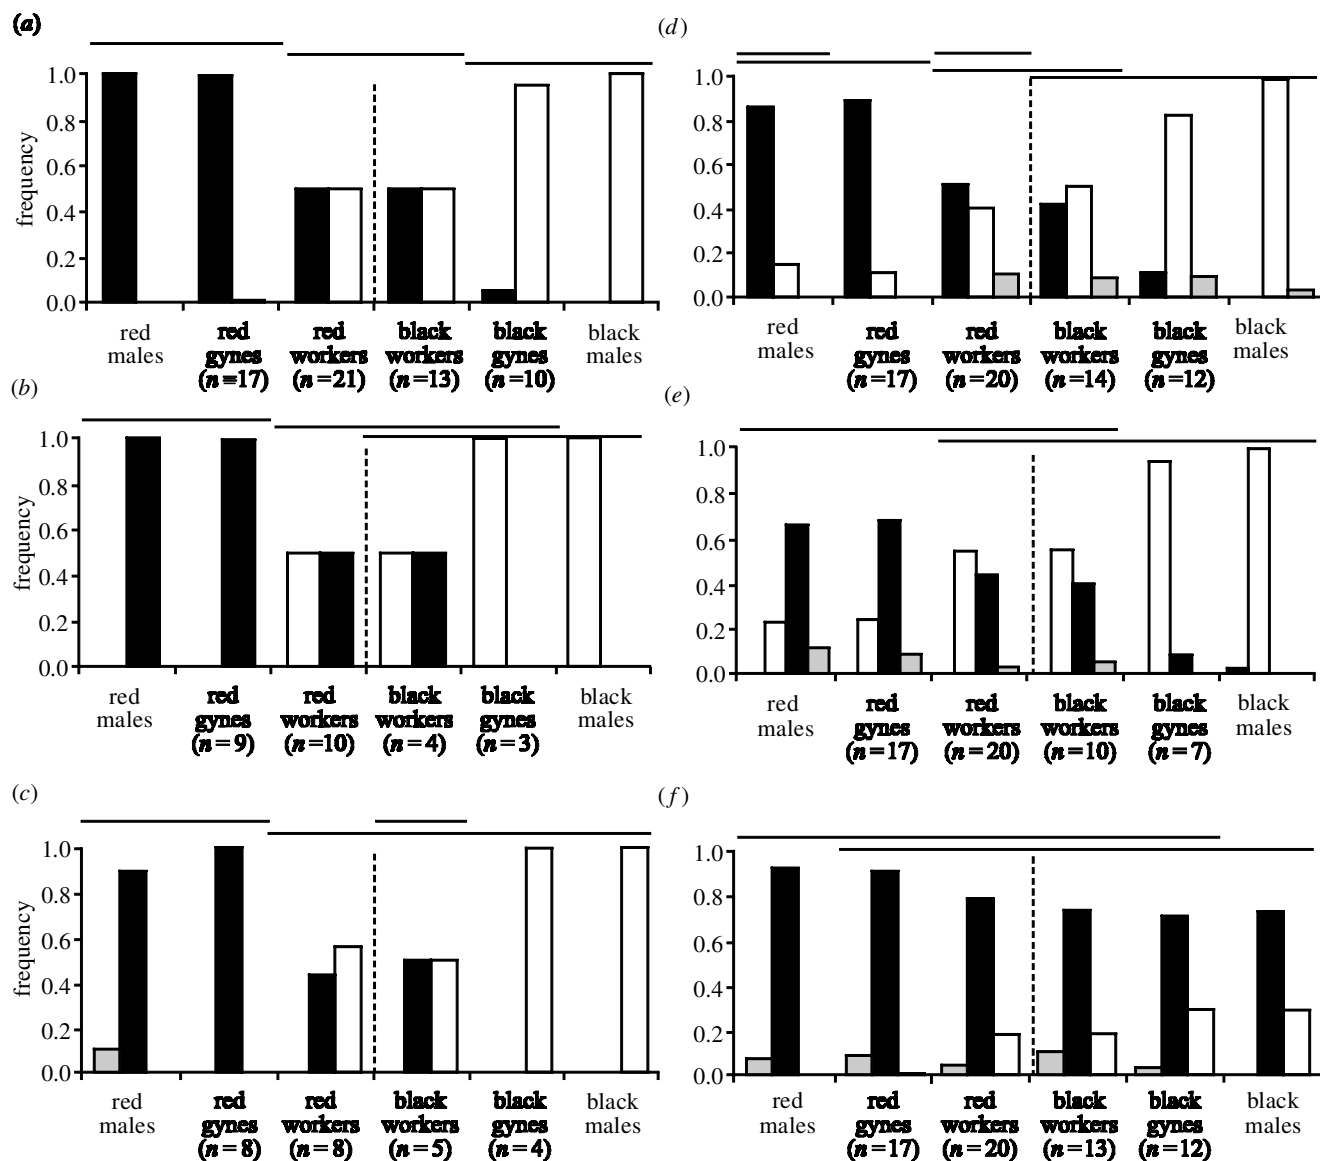 (a)
1.0
0.8
0.6
0.4
0.2
0.0
frequency
red males
red gynes (n =17)
red workers (n =21)
black workers (n =13)
black gynes (n =10)
black males
(b)
1.0
0.8
0.6
0.4
0.2
0.0
frequency
red males
red gynes (n = 9)
red workers (n =10)
black workers (n = 4)
black gynes (n = 3)
black males
(c)
1.0
0.8
0.6
0.4
0.2
0.0
frequency
red males
red gynes (n = 8)
red workers (n = 8)
black workers (n = 5)
black gynes (n = 4)
black males
(d)
1.0
0.8
0.6
0.4
0.2
0.0
red males
red gynes (n =17)
red workers (n =20)
black workers (n =14)
black gynes (n =12)
black males
(e)
1.0
0.8
0.6
0.4
0.2
0.0
red males
red gynes (n =17)
red workers (n =20)
black workers (n =10)
black gynes (n = 7)
black males
(f)
1.0
0.8
0.6
0.4
0.2
0.0
red males
red gynes (n =17)
red workers (n =20)
black workers (n =13)
black gynes (n =12)
black males